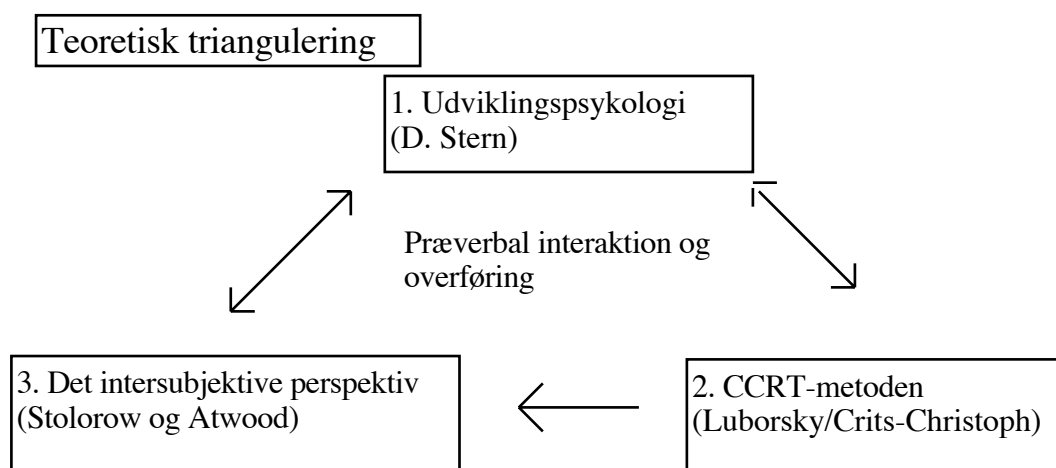 Teoretisk triangulering
1. Udviklingspsykologi
(D. Stern)
Præverbal interaktion og
overføring
3. Det intersubjektive perspektiv
(Stolorow og Atwood)
2. CCRT-metoden
(Luborsky/Crits-Christoph)